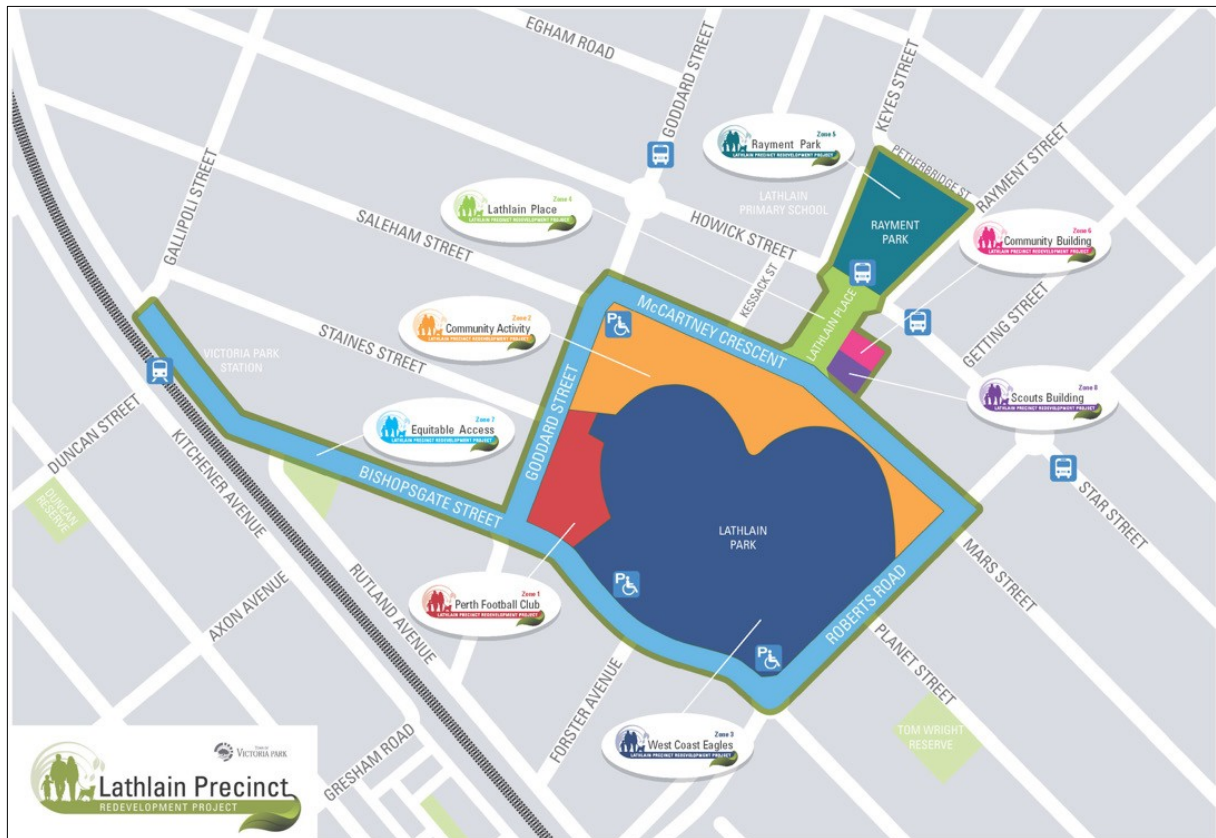 EGHAM ROAD
GODDARD STREET
KEYES STREET
Zone 5
Rayment Park
LATHLAIN PRECINCT REDEVELOPMENT PROJECT
PETHERBRIDGE ST
RAYMENT STREET
GALLIPOLI STREET
Zone 4
Lathlain Place
LATHLAIN PRECINCT REDEVELOPMENT PROJECT
LATHLAIN
PRIMARY SCHOOL
RAYMENT
PARK
Zone 6
Community Building
LATHLAIN PRECINCT REDEVELOPMENT PROJECT
SALEHAM STREET
HOWICK STREET
KESSACK ST
LATHLAIN PLACE
McCARTNEY CRESCENT
GETTING STREET
Zone 2
Community Activity
LATHLAIN PRECINCT REDEVELOPMENT PROJECT
P
STAINES STREET
VICTORIA PARK
STATION
Zone 8
Scouts Building
LATHLAIN PRECINCT REDEVELOPMENT PROJECT
GODDARD STREET
Zone 7
Equitable Access
LATHLAIN PRECINCT REDEVELOPMENT PROJECT
DUNCAN STREET
KITCHENER AVENUE
BISHOPSGATE STREET
STAR STREET
DUNCAN
RESERVE
LATHLAIN
PARK
MARS STREET
P
Zone 1
Perth Football Club
LATHLAIN PRECINCT REDEVELOPMENT PROJECT
AXON AVENUE
RUTLAND AVENUE
ROBERTS ROAD
PLANET STREET
P
FORSTER AVENUE
Zone 3
West Coast Eagles
LATHLAIN PRECINCT REDEVELOPMENT PROJECT
TOM WRIGHT
RESERVE
GRESHAM ROAD
TOWN OF
VICTORIA PARK
Lathlain Precinct
REDEVELOPMENT PROJECT